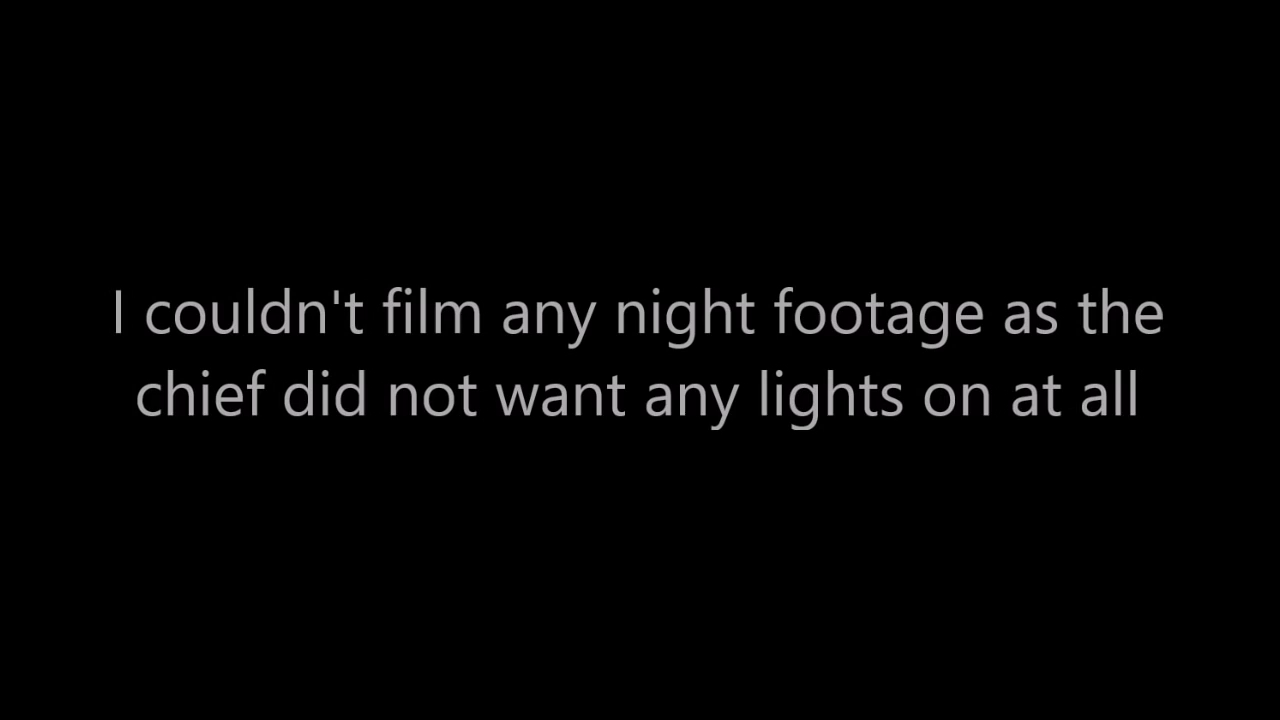 I couldn't film any night footage as the
chief did not want any lights on at all